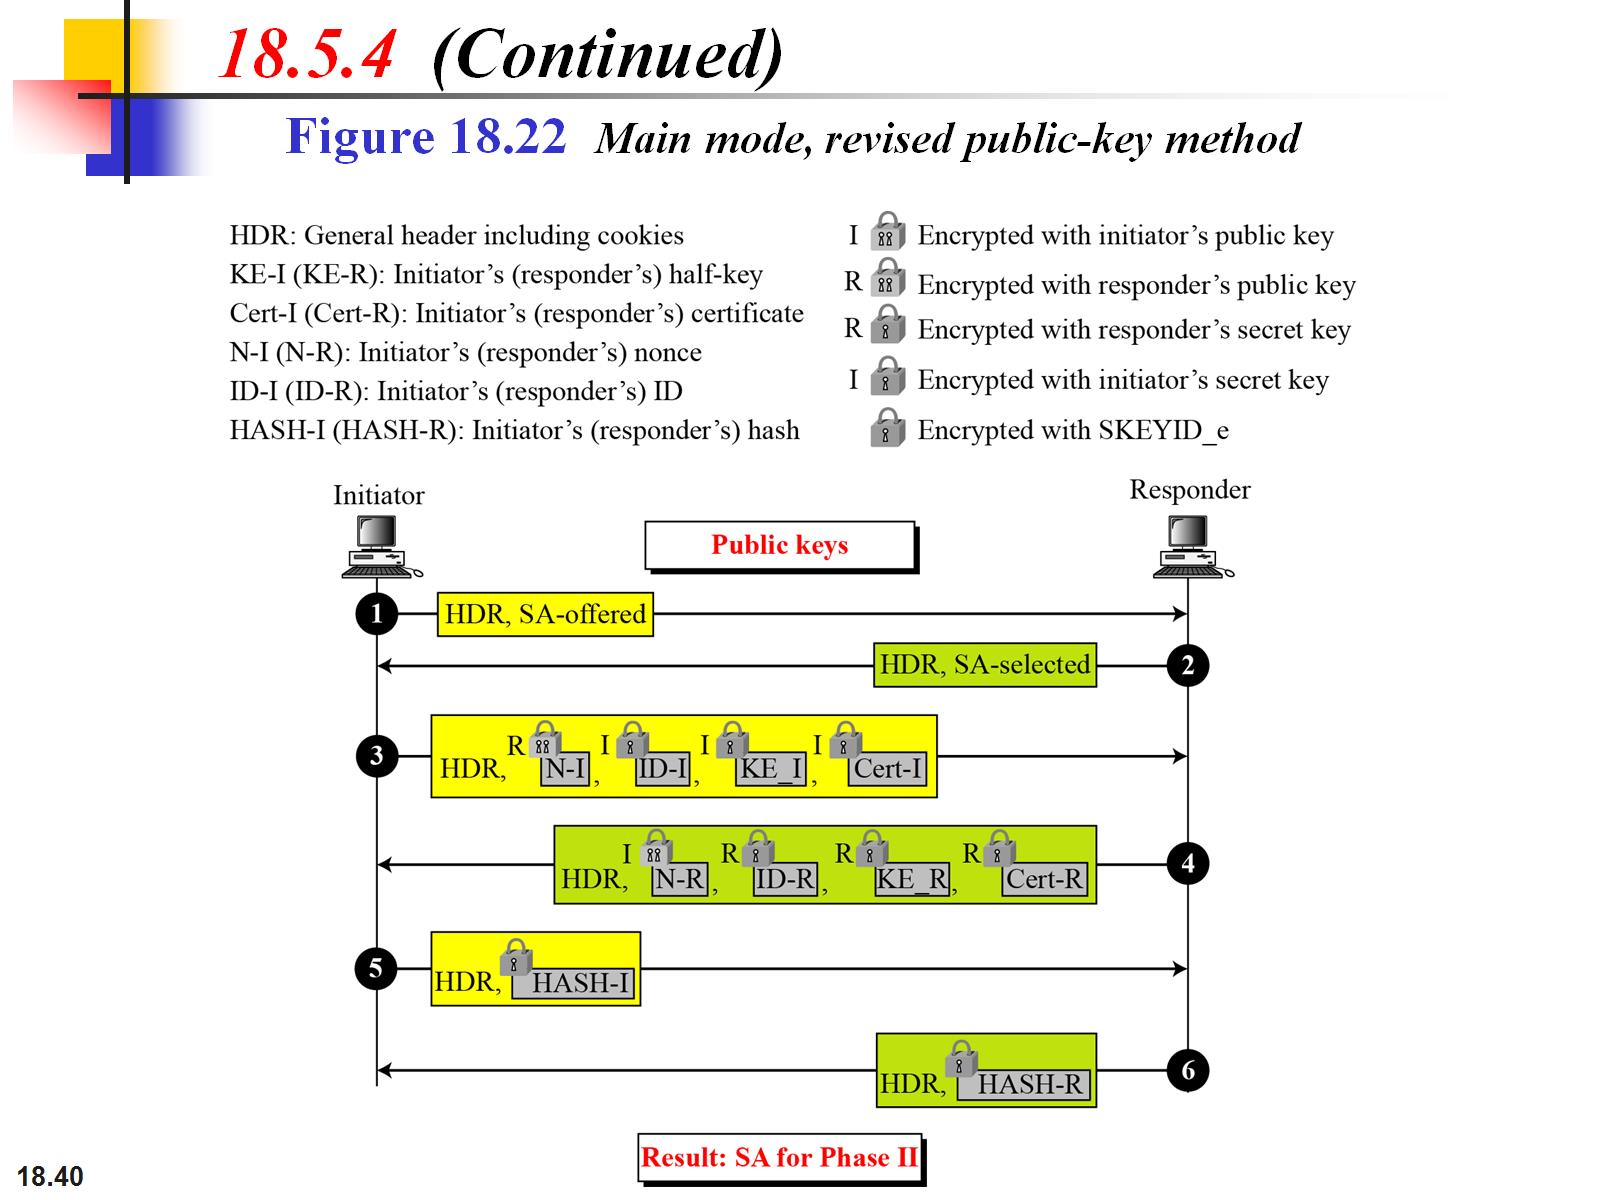 18.5.4 (Continued)
Figure 18.22 Main mode, revised public-key method
HDR: General header including cookies
KE-I (KE-R): Initiator’s (responder’s) half-key
Cert-I (Cert-R): Initiator’s (responder’s) certificate
N-I (N-R): Initiator’s (responder’s) nonce
ID-I (ID-R): Initiator’s (responder’s) ID
HASH-I (HASH-R): Initiator’s (responder’s) hash
I Encrypted with initiator’s public key
R Encrypted with responder’s public key
R Encrypted with responder’s secret key
I Encrypted with initiator’s secret key
Encrypted with SKEYID_e
Initiator
Responder
Public keys
1 HDR, SA-offered
HDR, SA-selected 2
3 HDR, R N-I, I ID-I, I KE_I, I Cert-I
HDR, I N-R, R ID-R, R KE_R, R Cert-R 4
5 HDR, HASH-I
HDR, HASH-R 6
Result: SA for Phase II
18.40